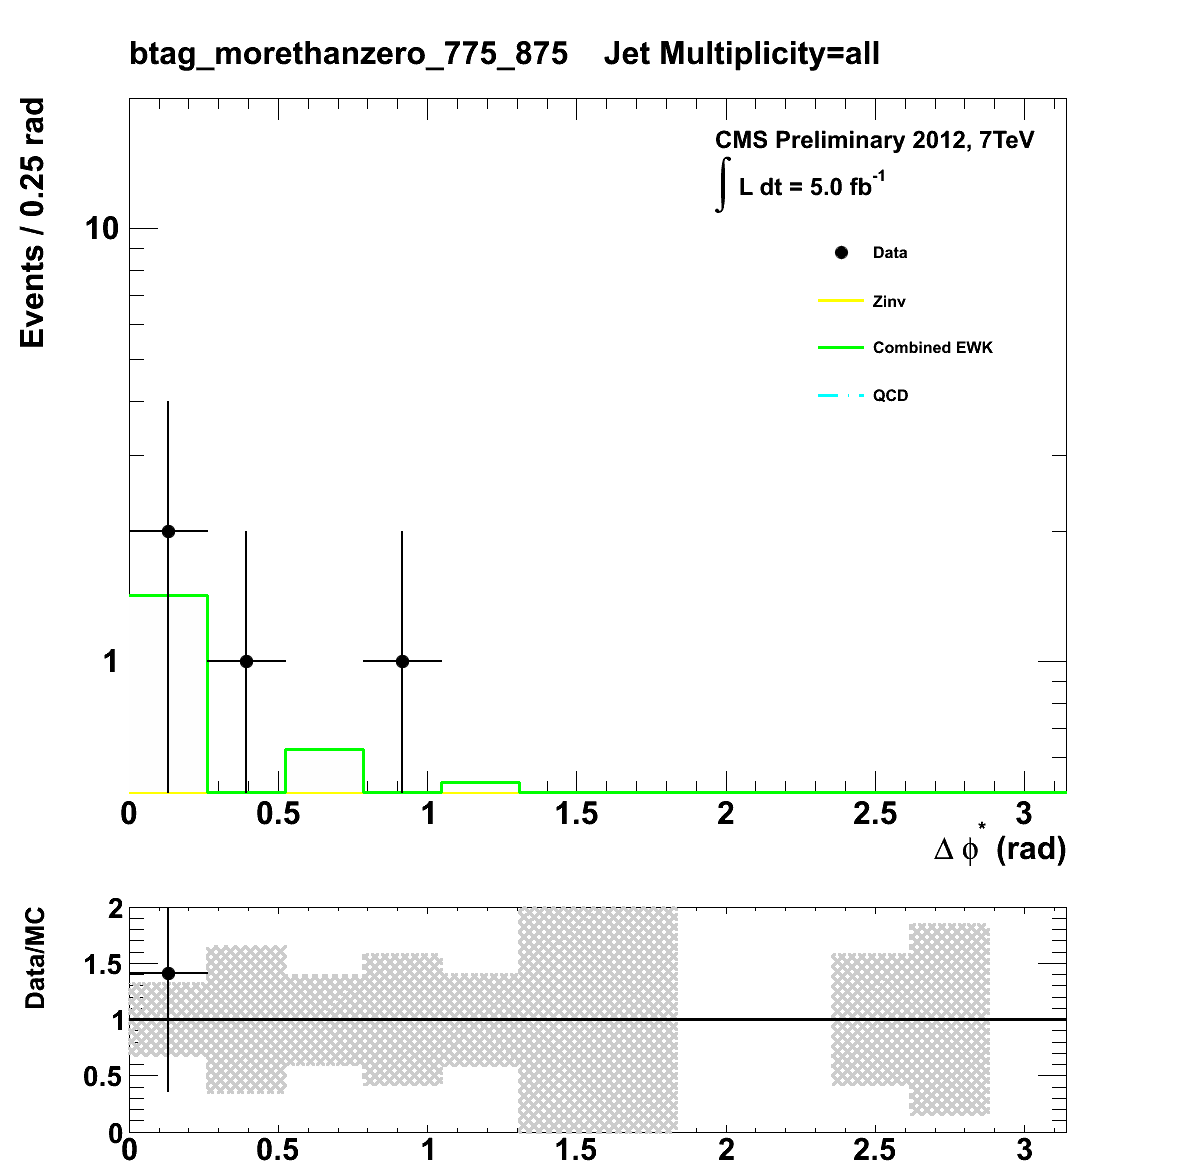 btag_morethanzero_775_875 Jet Multiplicity=all
Events / 0.25 rad
CMS Preliminary 2012, 7TeV
∫ L dt = 5.0 fb⁻¹
Data
Zinv
Combined EWK
QCD
10
1
0 0.5 1 1.5 2 2.5 3
Δ ϕ* (rad)
Data/MC
2
1.5
1
0.5
0
0 0.5 1 1.5 2 2.5 3